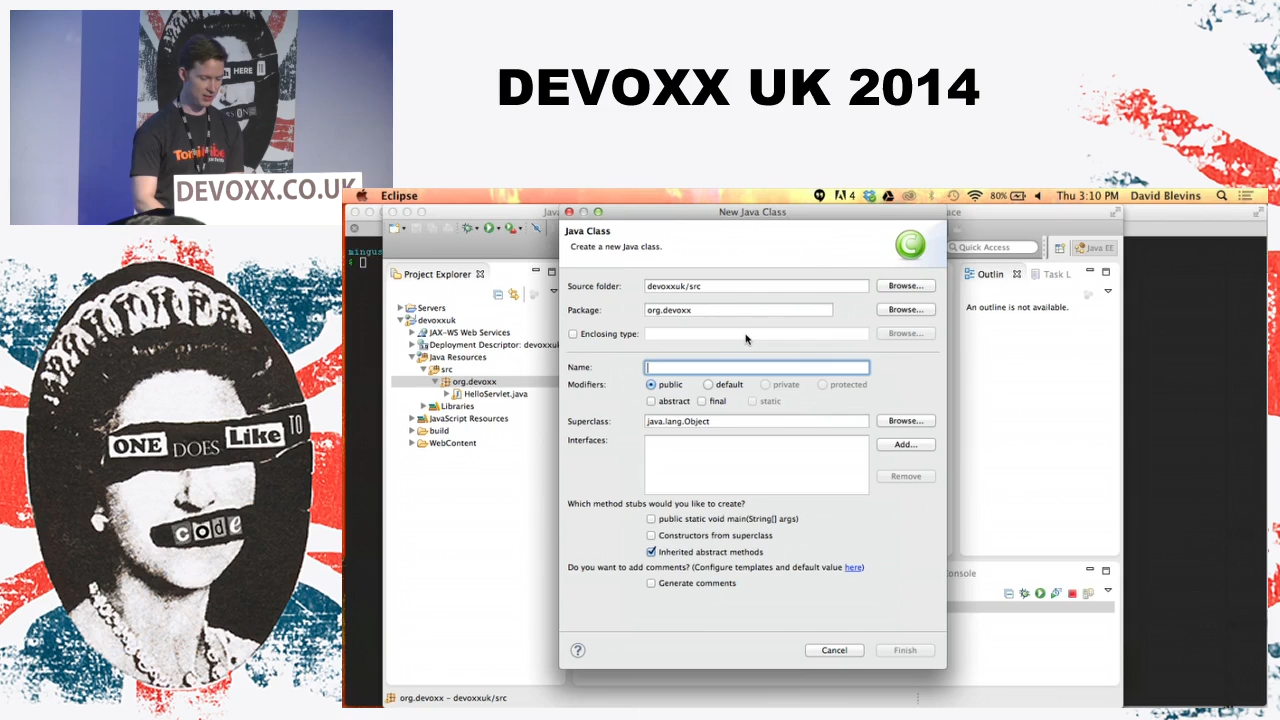 DEVOXX UK 2014
HERE
DEVOXX.CO.UK
ONE DOES LIKE TO
CODE
Eclipse
4
80%
Thu 3:10 PM
David Blevins
New Java Class
Java Class
Create a new Java class.
Quick Access
Java EE
mingus
Project Explorer
Servers
devoxxuk
JAX-WS Web Services
Deployment Descriptor: devoxxuk
Java Resources
src
org.devoxx
HelloServlet.java
Libraries
JavaScript Resources
build
WebContent
Source folder:
devoxxuk/src
Browse...
Package:
org.devoxx
Browse...
Enclosing type:
Browse...
Name:
Modifiers:
public
default
private
protected
abstract
final
static
Superclass:
java.lang.Object
Browse...
Interfaces:
Add...
Remove
Which method stubs would you like to create?
public static void main(String[] args)
Constructors from superclass
Inherited abstract methods
Do you want to add comments? (Configure templates and default value here)
Generate comments
?
Cancel
Finish
Outlin
Task L
An outline is not available.
onsole
org.devoxx - devoxxuk/src